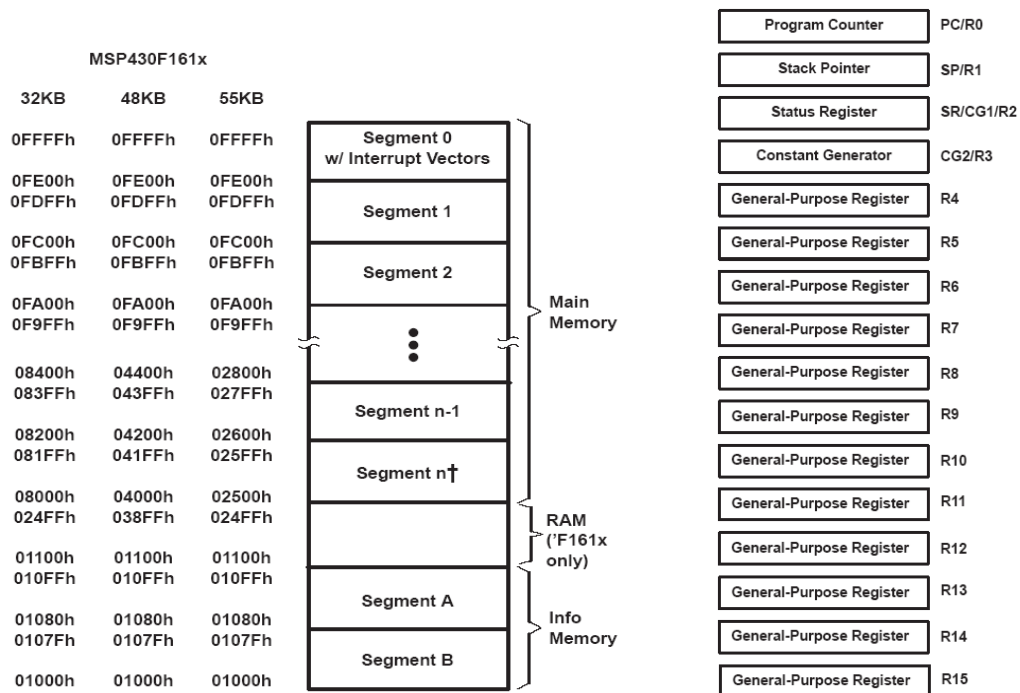 MSP430F161x
32KB 48KB 55KB
0FFFFh 0FFFFh 0FFFFh
Segment 0
w/ Interrupt Vectors
0FE00h 0FE00h 0FE00h
0FDFFh 0FDFFh 0FDFFh
Segment 1
0FC00h 0FC00h 0FC00h
0FBFFh 0FBFFh 0FBFFh
Segment 2
0FA00h 0FA00h 0FA00h
0F9FFh 0F9FFh 0F9FFh
Main
Memory
08400h 04400h 02800h
083FFh 043FFh 027FFh
Segment n-1
08200h 04200h 02600h
081FFh 041FFh 025FFh
Segment n†
08000h 04000h 02500h
024FFh 038FFh 024FFh
RAM
('F161x
only)
01100h 01100h 01100h
010FFh 010FFh 010FFh
Segment A
01080h 01080h 01080h
0107Fh 0107Fh 0107Fh
Info
Memory
Segment B
01000h 01000h 01000h
Program Counter PC/R0
Stack Pointer SP/R1
Status Register SR/CG1/R2
Constant Generator CG2/R3
General-Purpose Register R4
General-Purpose Register R5
General-Purpose Register R6
General-Purpose Register R7
General-Purpose Register R8
General-Purpose Register R9
General-Purpose Register R10
General-Purpose Register R11
General-Purpose Register R12
General-Purpose Register R13
General-Purpose Register R14
General-Purpose Register R15